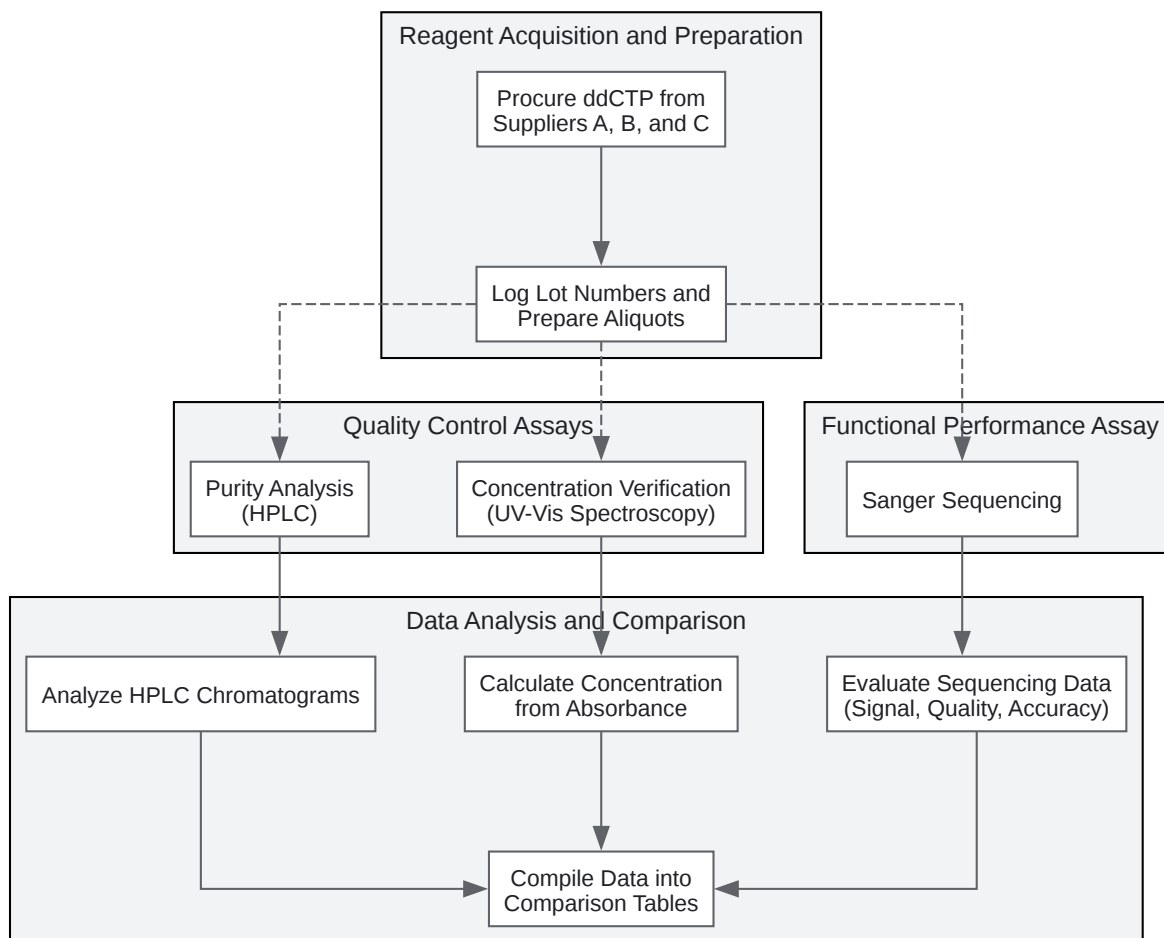 Reagent Acquisition and Preparation
Procure ddCTP from
Suppliers A, B, and C
Log Lot Numbers and
Prepare Aliquots
Quality Control Assays
Functional Performance Assay
Purity Analysis
(HPLC)
Concentration Verification
(UV-Vis Spectroscopy)
Sanger Sequencing
Data Analysis and Comparison
Analyze HPLC Chromatograms
Calculate Concentration
from Absorbance
Evaluate Sequencing Data
(Signal, Quality, Accuracy)
Compile Data into
Comparison Tables